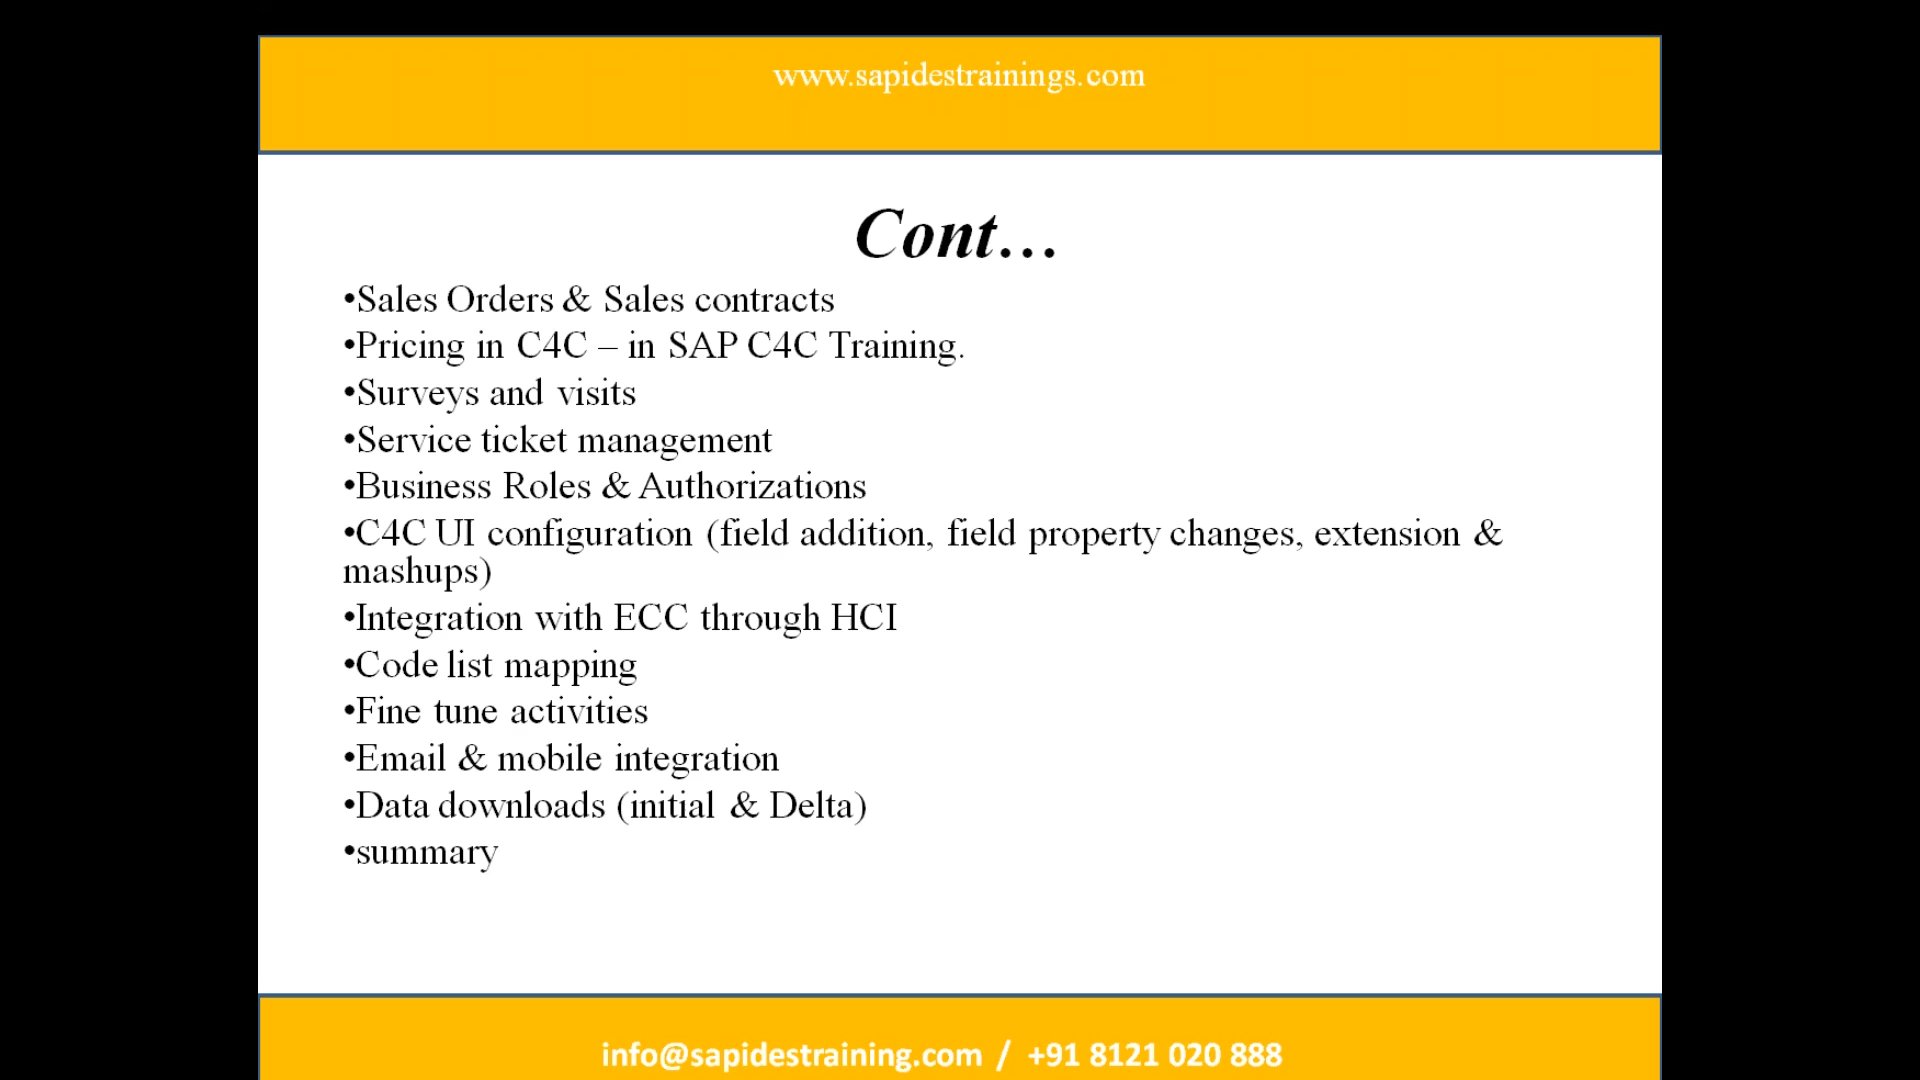 www.sapidestrainings.com
Cont…
•Sales Orders & Sales contracts
•Pricing in C4C – in SAP C4C Training.
•Surveys and visits
•Service ticket management
•Business Roles & Authorizations
•C4C UI configuration (field addition, field property changes, extension &
mashups)
•Integration with ECC through HCI
•Code list mapping
•Fine tune activities
•Email & mobile integration
•Data downloads (initial & Delta)
•summary
info@sapidestraining.com / +91 8121 020 888